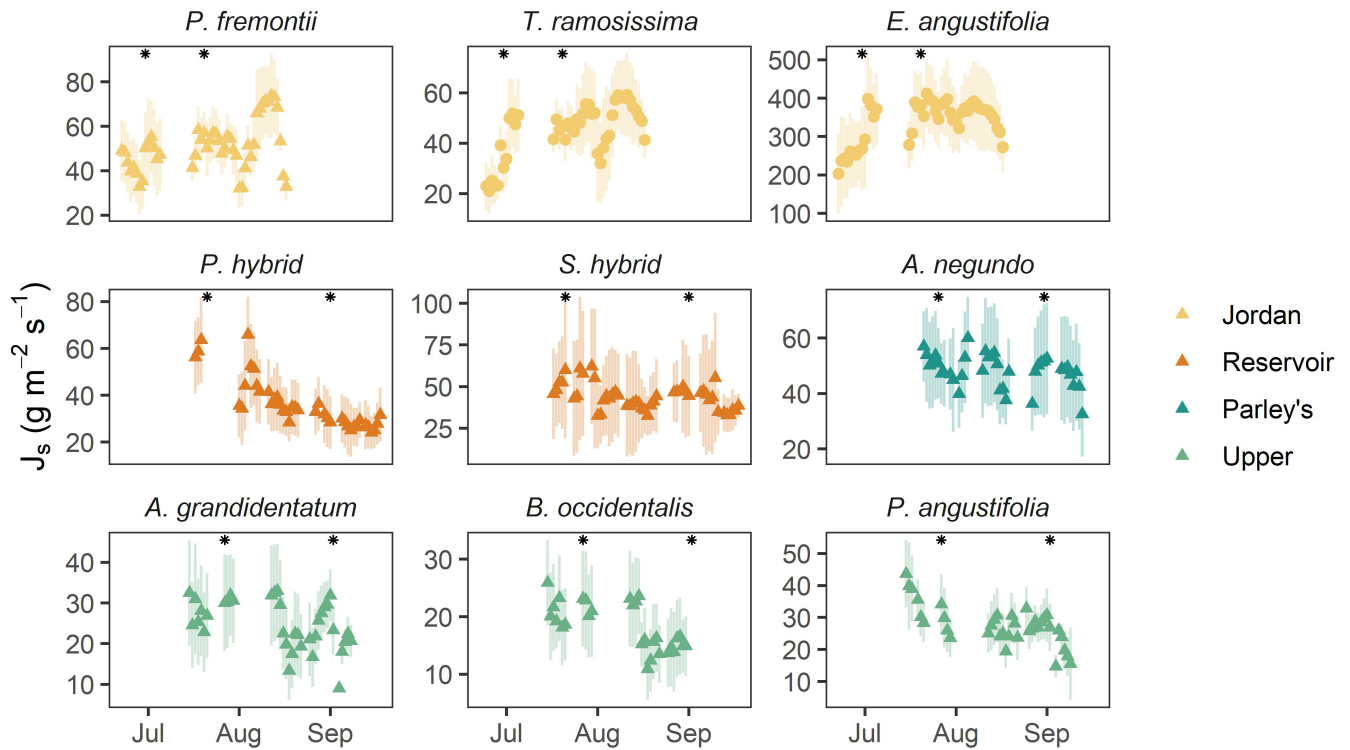 P. fremontii
T. ramosissima
E. angustifolia
80
60
40
20
60
40
20
500
400
300
200
100
P. hybrid
S. hybrid
A. negundo
80
60
40
20
100
75
50
25
60
40
20
Jₛ (g m⁻² s⁻¹)
Jordan
Reservoir
Parley's
Upper
A. grandidentatum
B. occidentalis
P. angustifolia
40
30
20
10
30
20
10
50
40
30
20
10
Jul Aug Sep
Jul Aug Sep
Jul Aug Sep